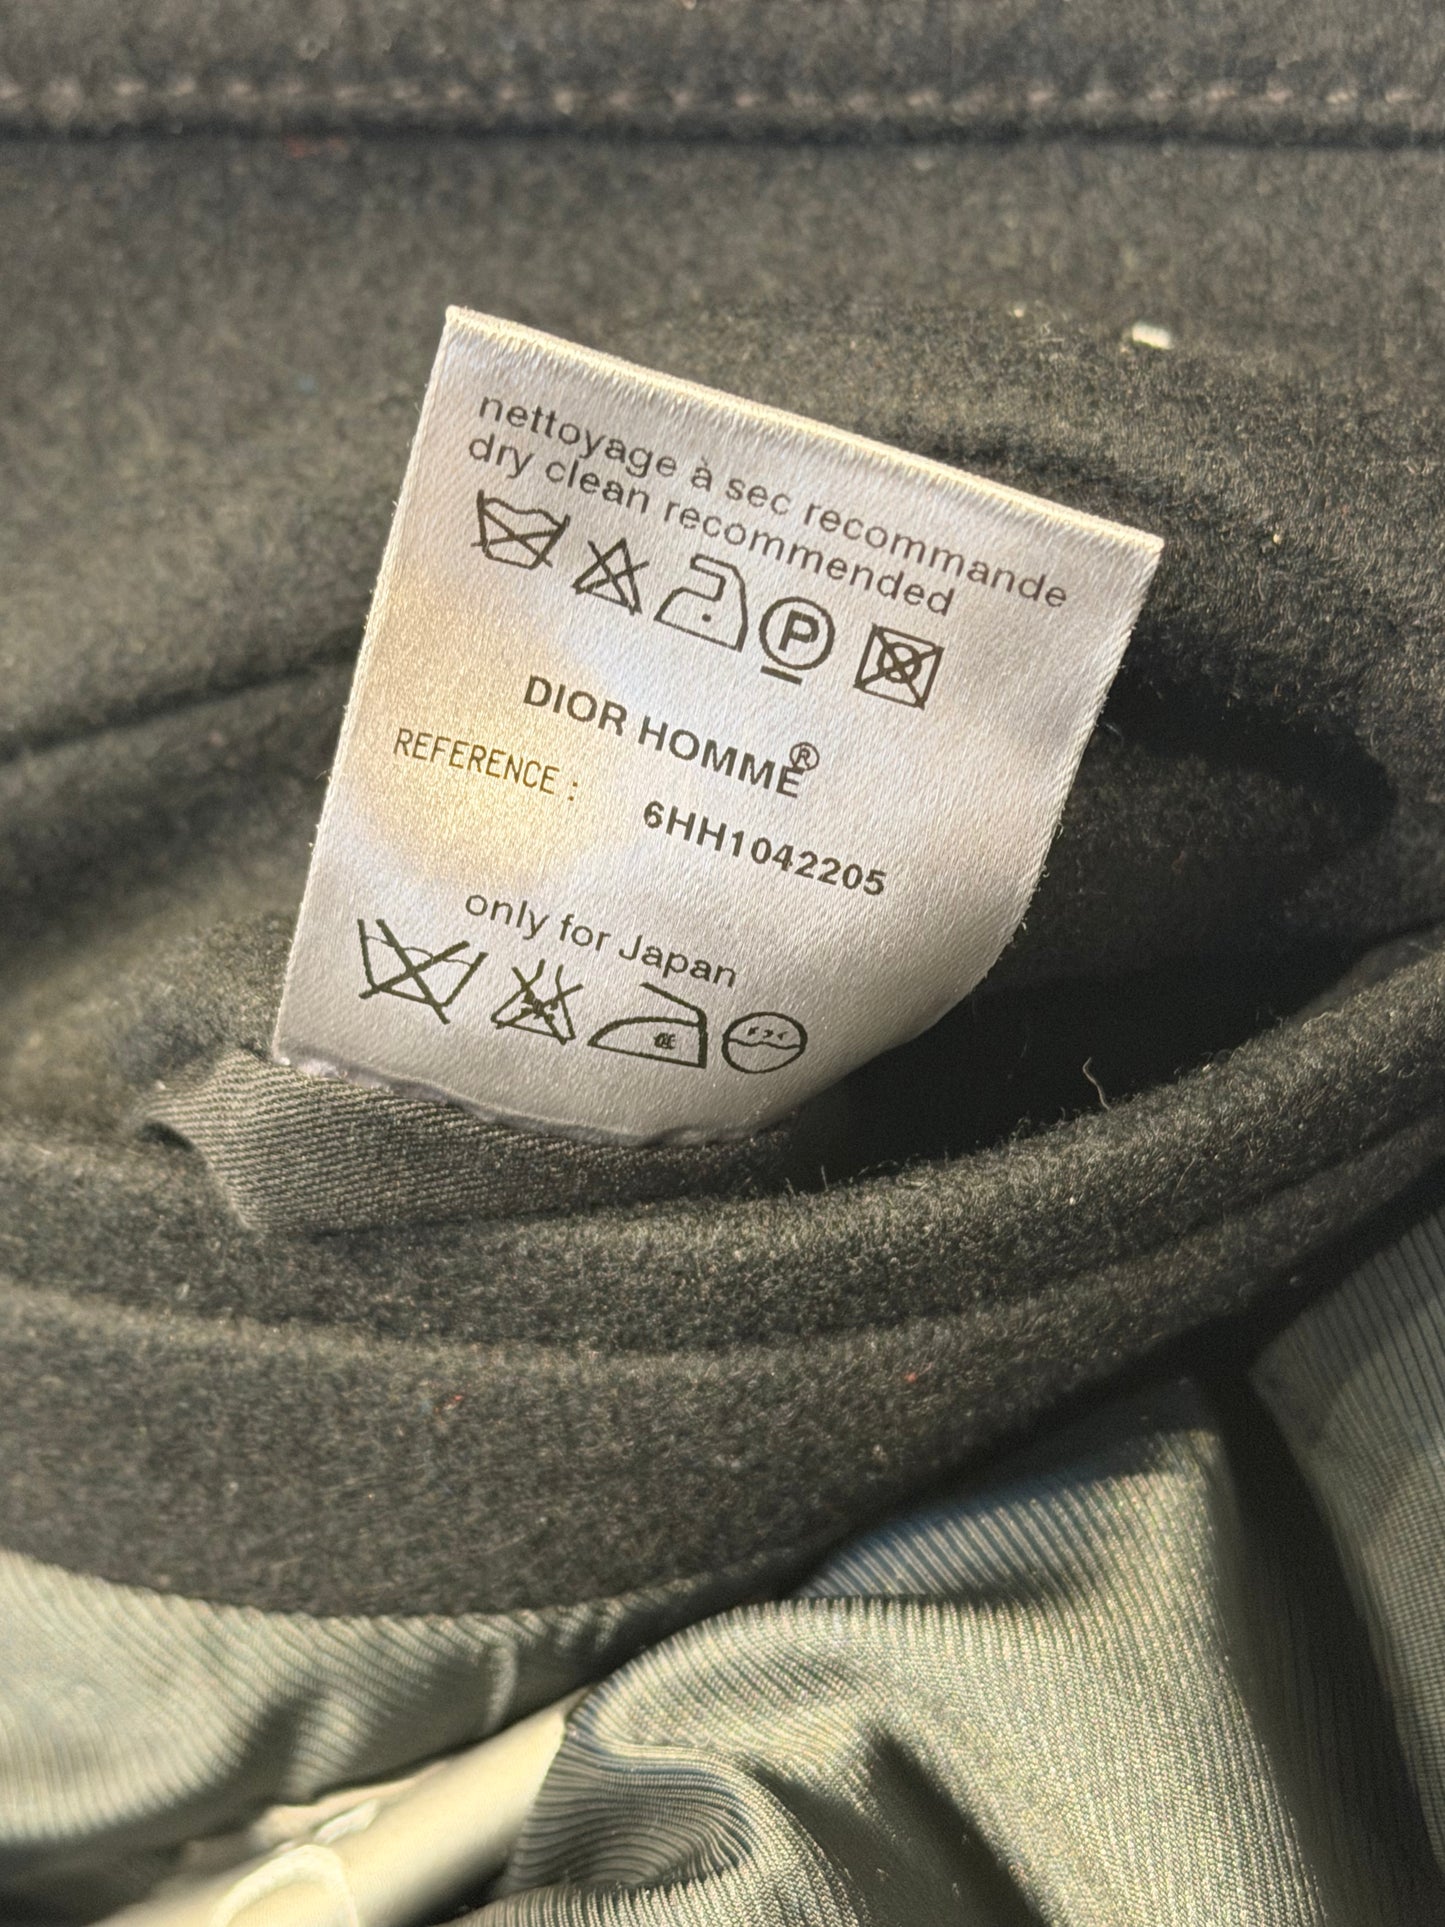 nettoyage à sec recommande
dry clean recommended
P
DIOR HOMME®
REFERENCE :
6HH1042205
only for Japan